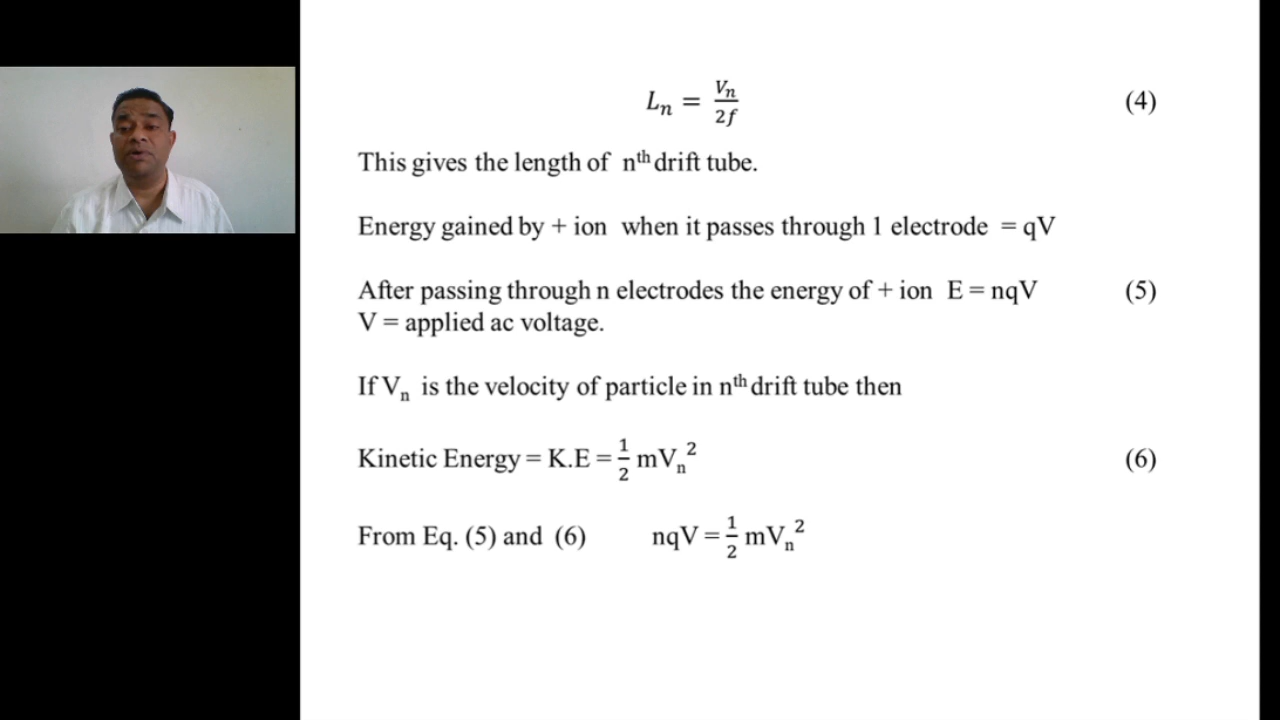 Lₙ = Vₙ/2f (4)
This gives the length of nᵗʰ drift tube.
Energy gained by + ion when it passes through 1 electrode = qV
After passing through n electrodes the energy of + ion E = nqV (5)
V = applied ac voltage.
If Vₙ is the velocity of particle in nᵗʰ drift tube then
Kinetic Energy = K.E = 1/2 mVₙ² (6)
From Eq. (5) and (6) nqV = 1/2 mVₙ²